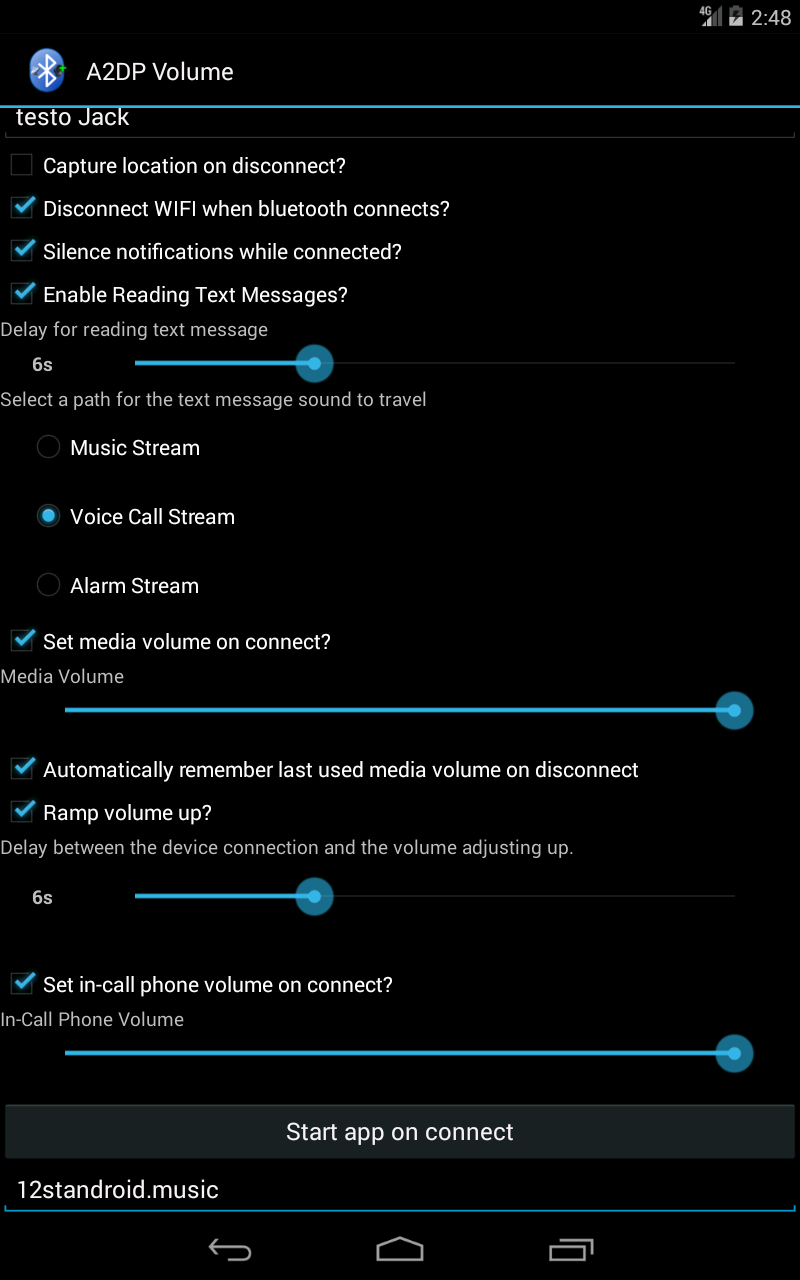 4G 2:48
A2DP Volume
testo Jack
Capture location on disconnect?
Disconnect WIFI when bluetooth connects?
Silence notifications while connected?
Enable Reading Text Messages?
Delay for reading text message
6s
Select a path for the text message sound to travel
Music Stream
Voice Call Stream
Alarm Stream
Set media volume on connect?
Media Volume
Automatically remember last used media volume on disconnect
Ramp volume up?
Delay between the device connection and the volume adjusting up.
6s
Set in-call phone volume on connect?
In-Call Phone Volume
Start app on connect
12standroid.music